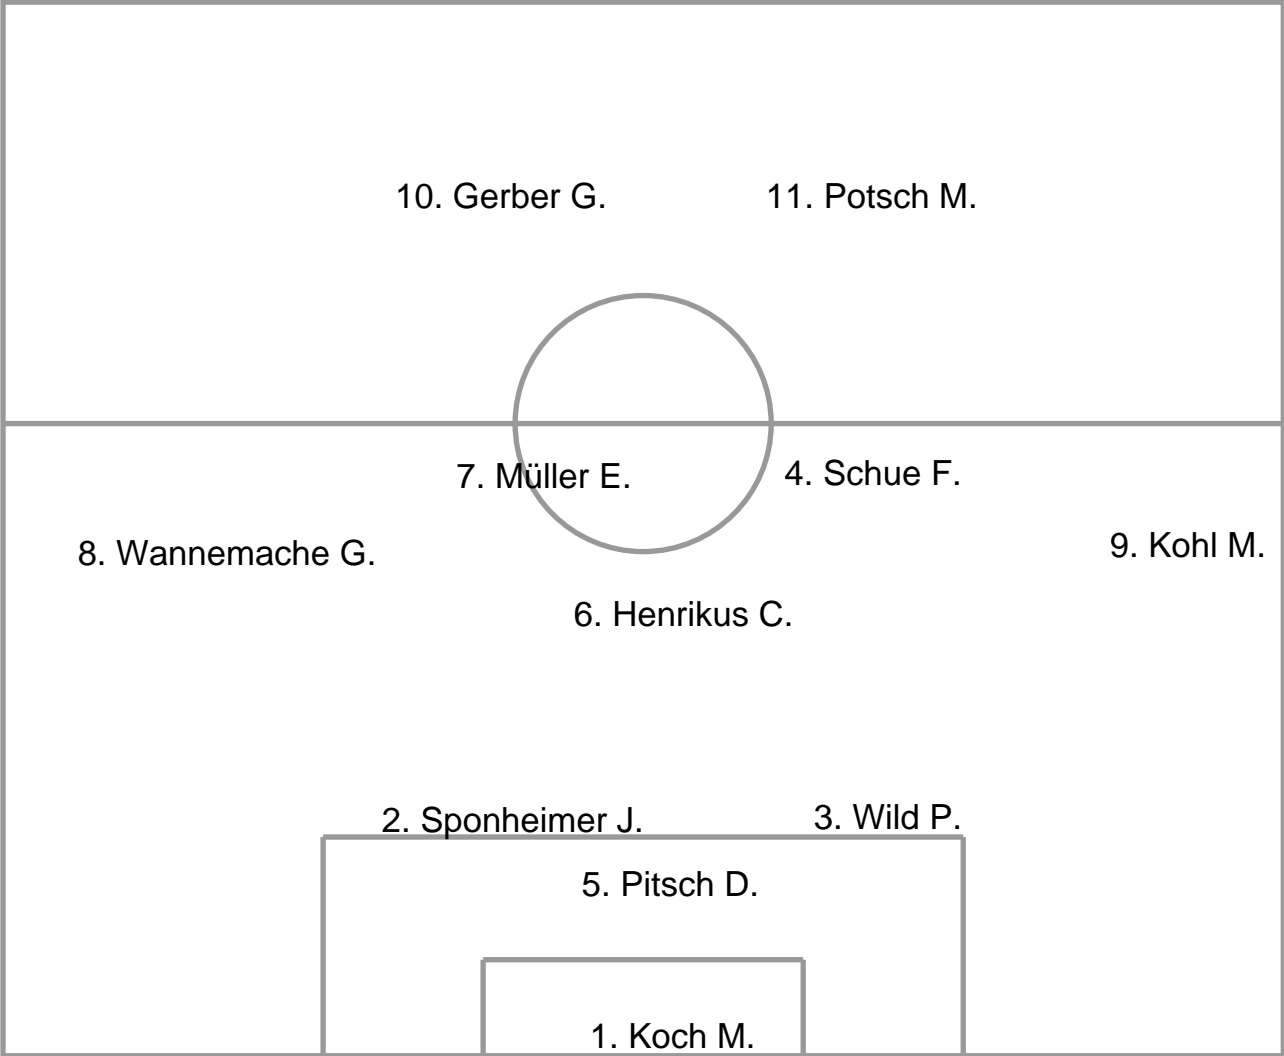 10. Gerber G.
11. Potsch M.
7. Müller E.
4. Schue F.
8. Wannemache G.
9. Kohl M.
6. Henrikus C.
2. Sponheimer J.
3. Wild P.
5. Pitsch D.
1. Koch M.